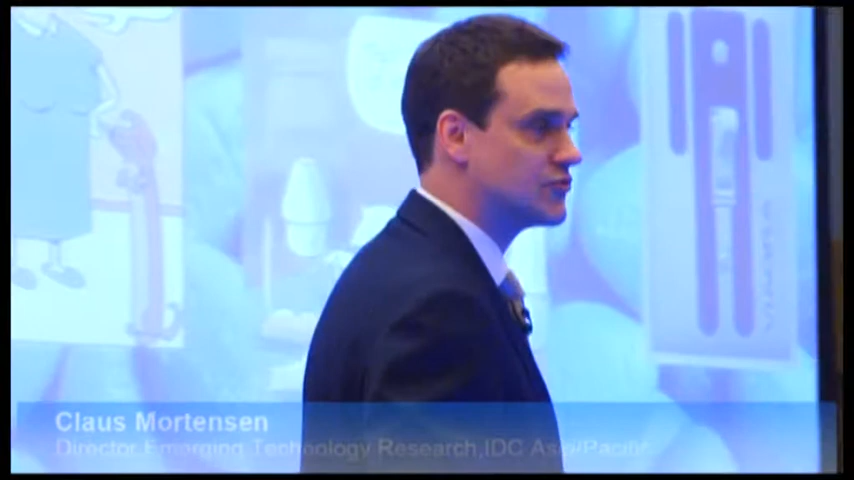 Claus Mortensen
Director,Emerging Technology Research,IDC Asia/Pacific